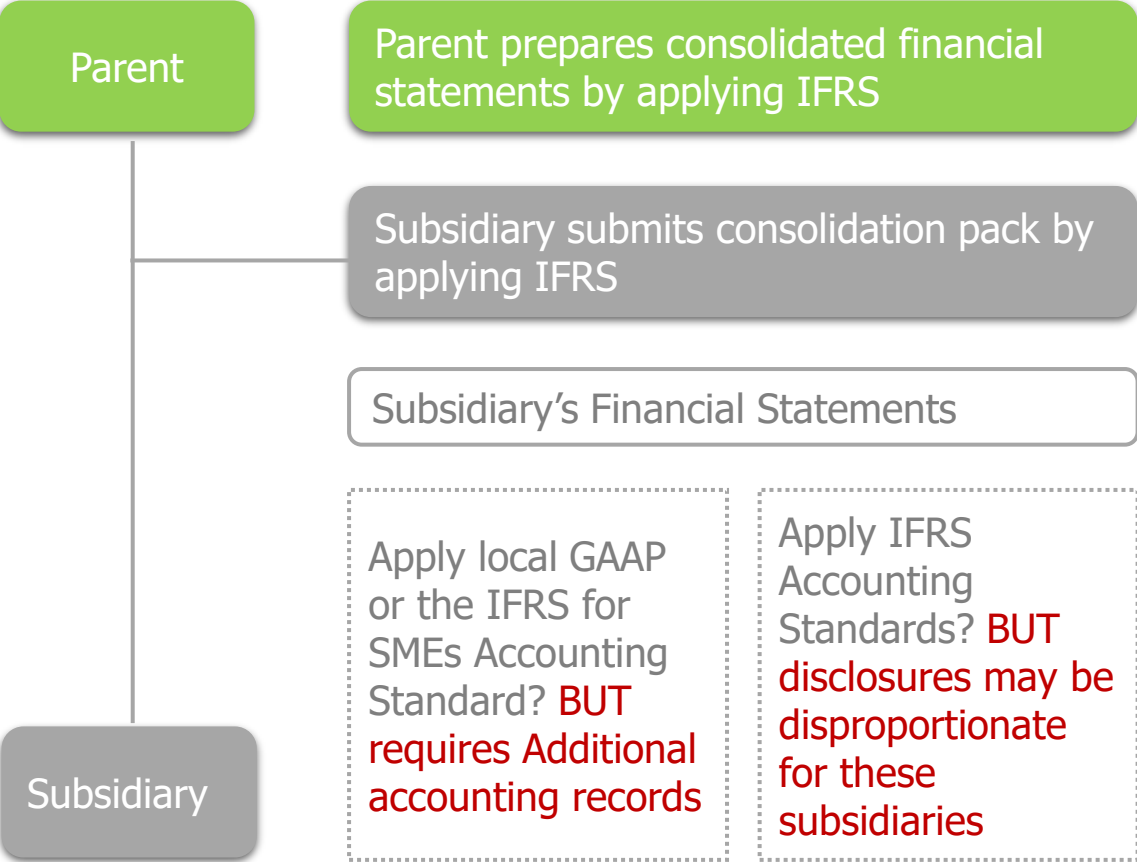 Parent
Parent prepares consolidated financial
statements by applying IFRS
Subsidiary submits consolidation pack by
applying IFRS
Subsidiary’s Financial Statements
Apply local GAAP
or the IFRS for
SMEs Accounting
Standard? BUT
requires Additional
accounting records
Apply IFRS
Accounting
Standards? BUT
disclosures may be
disproportionate
for these
subsidiaries
Subsidiary